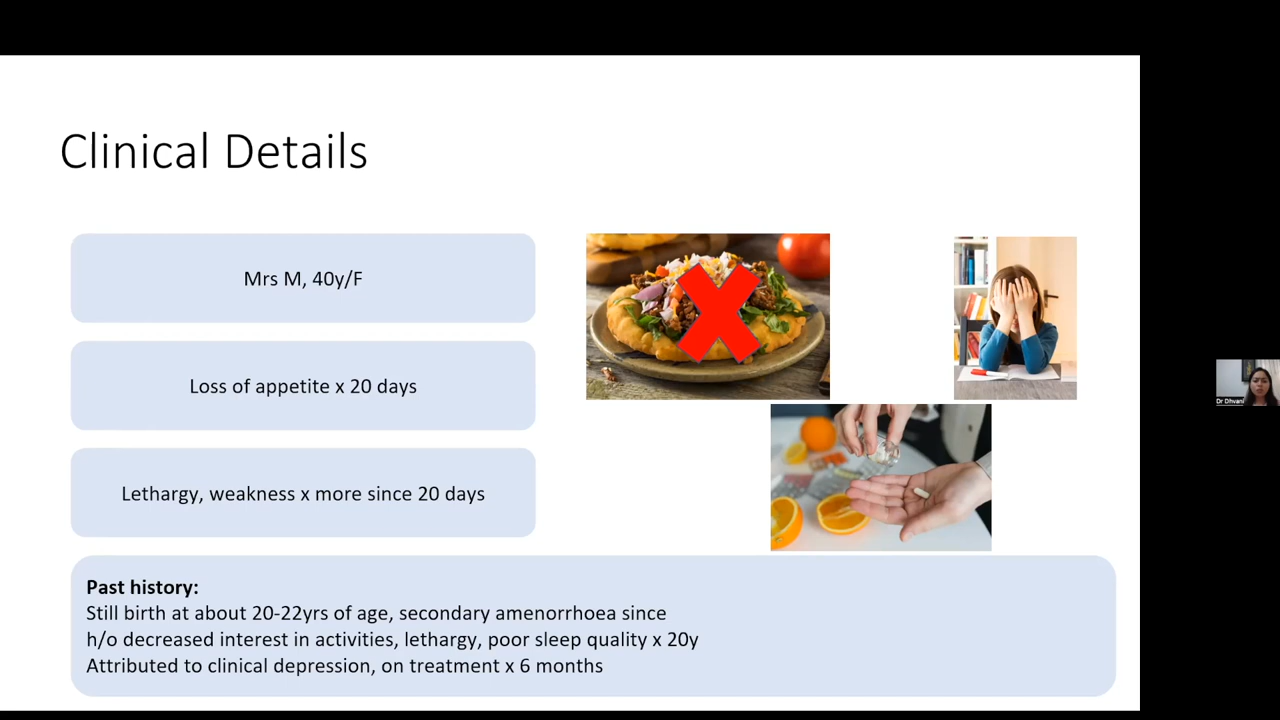 Clinical Details
Mrs M, 40y/F
Loss of appetite x 20 days
Lethargy, weakness x more since 20 days
Past history:
Still birth at about 20-22yrs of age, secondary amenorrhoea since
h/o decreased interest in activities, lethargy, poor sleep quality x 20y
Attributed to clinical depression, on treatment x 6 months
Dr Dhvani